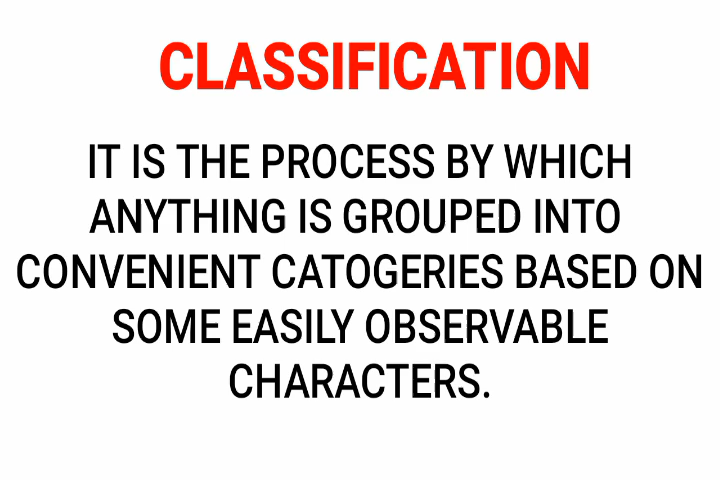 CLASSIFICATION
IT IS THE PROCESS BY WHICH
ANYTHING IS GROUPED INTO
CONVENIENT CATOGERIES BASED ON
SOME EASILY OBSERVABLE
CHARACTERS.